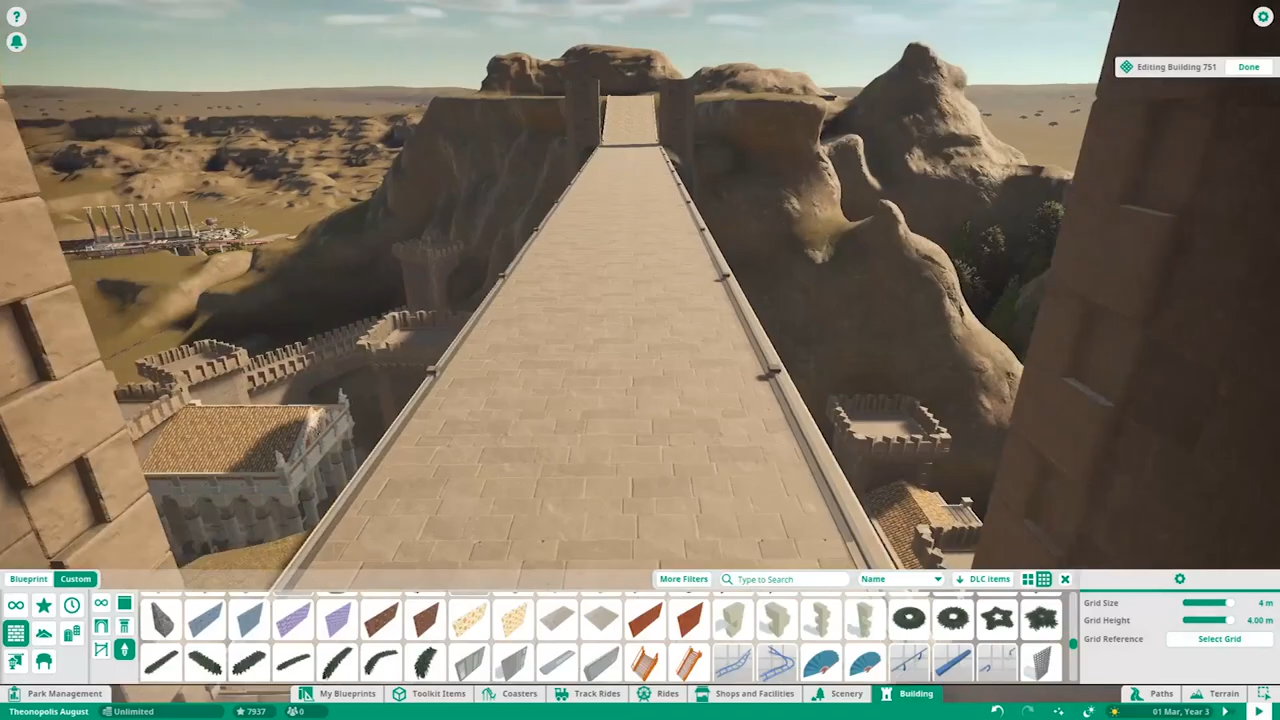 ?
Editing Building 751
Done
Blueprint
Custom
More Filters
Type to Search
Name
DLC items
Grid Size
4 m
Grid Height
4.00 m
Grid Reference
Select Grid
Park Management
My Blueprints
Toolkit Items
Coasters
Track Rides
Rides
Shops and Facilities
Scenery
Building
Paths
Terrain
Theonopolis August
Unlimited
7937
0
01 Mar, Year 3